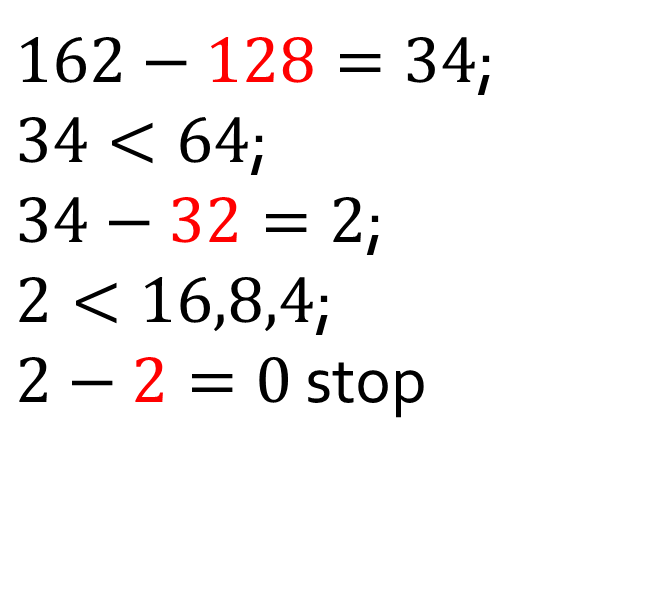 162 − 128 = 34;
34 < 64;
34 − 32 = 2;
2 < 16,8,4;
2 − 2 = 0 stop